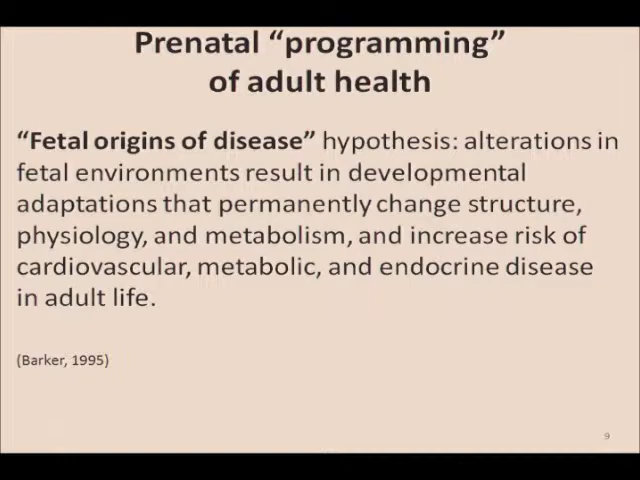 Prenatal “programming”
of adult health
“Fetal origins of disease” hypothesis: alterations in
fetal environments result in developmental
adaptations that permanently change structure,
physiology, and metabolism, and increase risk of
cardiovascular, metabolic, and endocrine disease
in adult life.
(Barker, 1995)
9